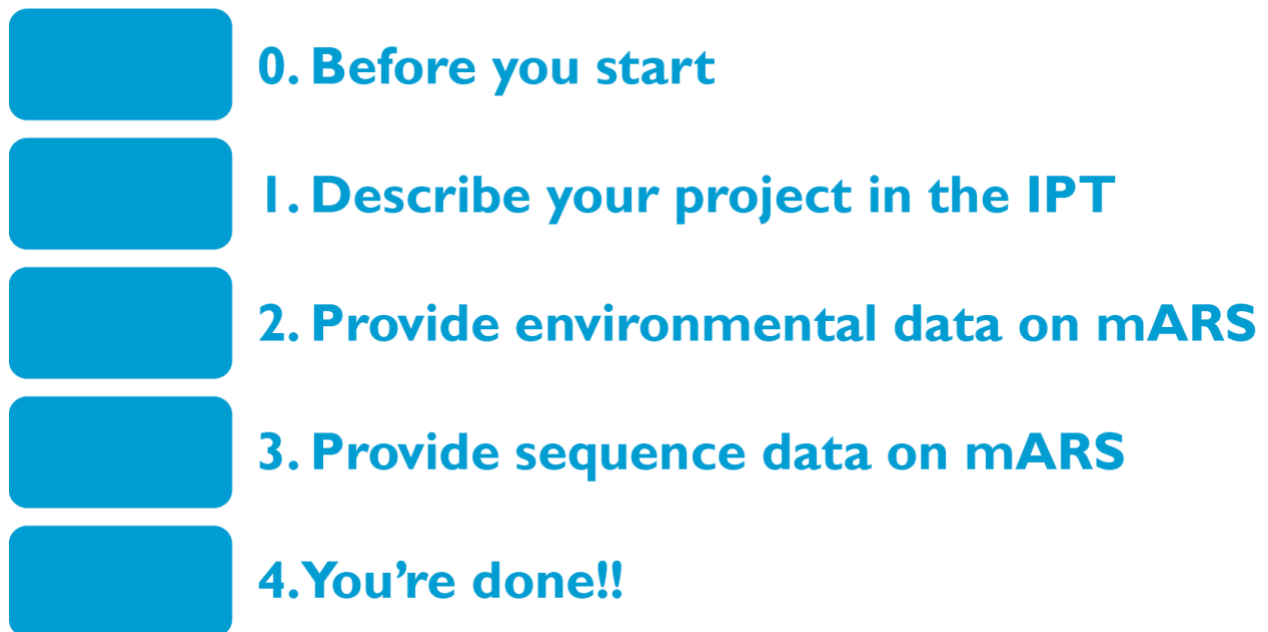 0. Before you start
1. Describe your project in the IPT
2. Provide environmental data on mARS
3. Provide sequence data on mARS
4. You’re done!!